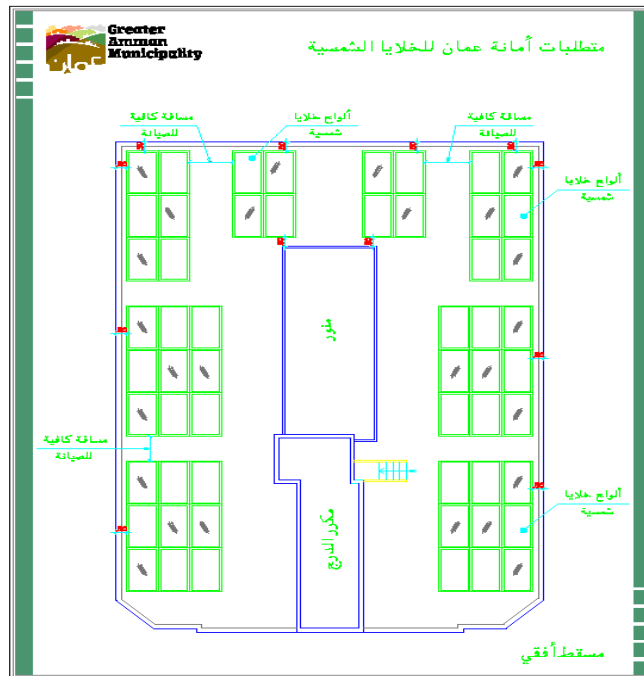 Greater
Amman
Municipality
متطلبات أمانة عمان للخلايا الشمسية
مسافة كافية
للصيانة
ألواح خلايا
شمسية
مسافة كافية
للصيانة
ألواح خلايا
شمسية
منور
مسافة كافية
للصيانة
مكرر الدرج
ألواح خلايا
شمسية
مسقط أفقي